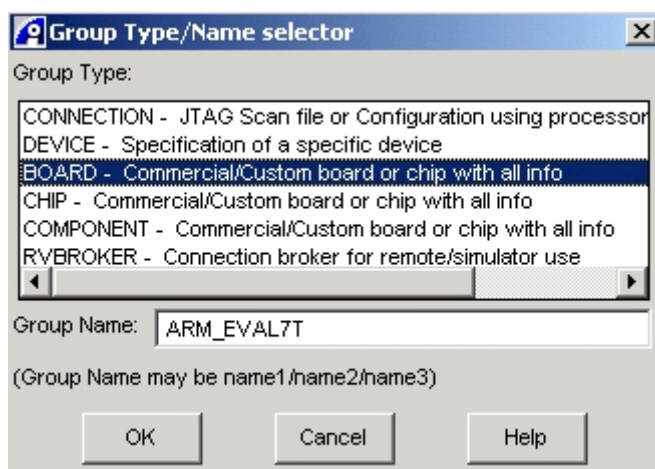 Group Type/Name selector
Group Type:
CONNECTION - JTAG Scan file or Configuration using processor
DEVICE - Specification of a specific device
BOARD - Commercial/Custom board or chip with all info
CHIP - Commercial/Custom board or chip with all info
COMPONENT - Commercial/Custom board or chip with all info
RVBROKER - Connection broker for remote/simulator use
Group Name: ARM_EVAL7T
(Group Name may be name1/name2/name3)
OK Cancel Help